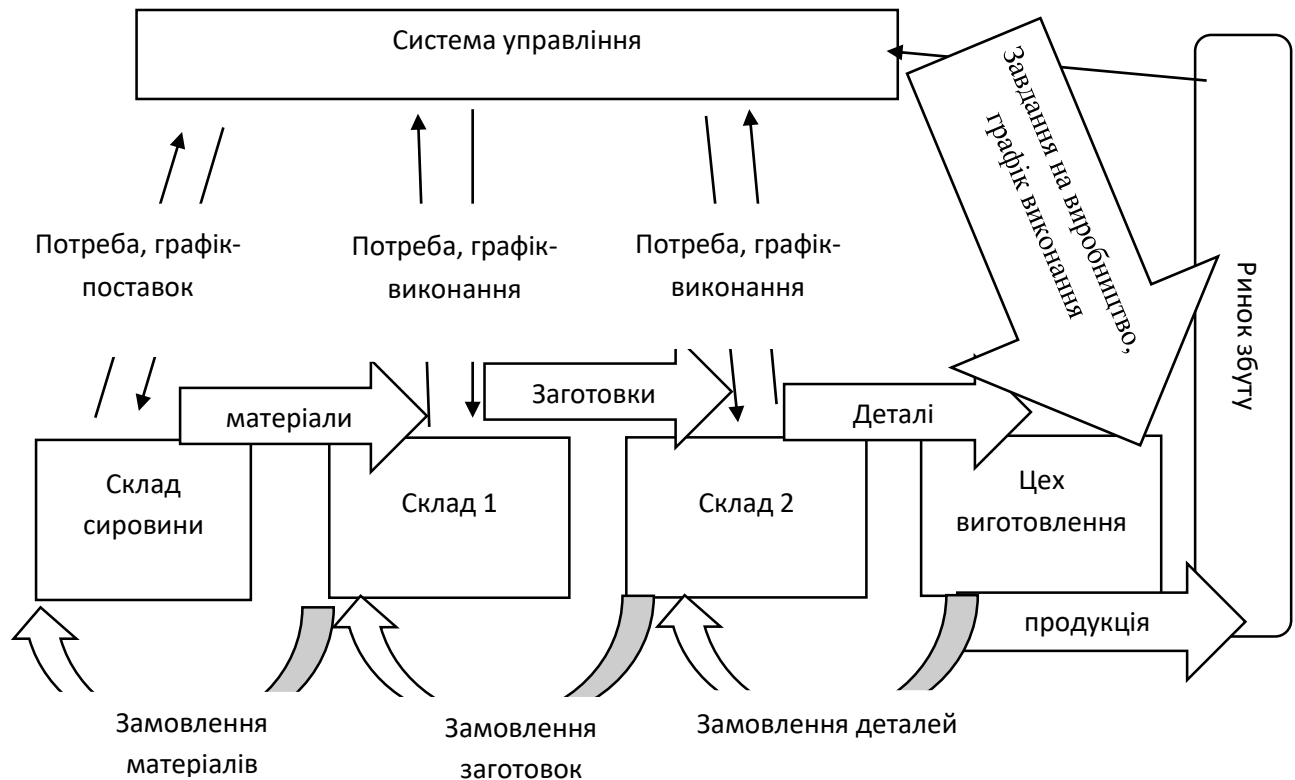 Система управління
Завдання на виробництво,
графік виконання
Ринок збуту
Потреба, графік-
поставок
Потреба, графік-
виконання
Потреба, графік-
виконання
матеріали
Заготовки
Деталі
Склад
сировини
Склад 1
Склад 2
Цех
виготовлення
продукція
Замовлення
матеріалів
Замовлення
заготовок
Замовлення деталей